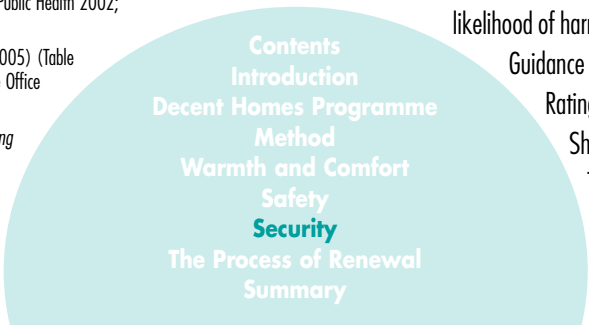 Public Health 2002;
005) (Table
Office
ng
Contents
Introduction
Decent Homes Programme
Method
Warmth and Comfort
Safety
Security
The Process of Renewal
Summary
likelihood of harm
Guidance
Rating
Sh